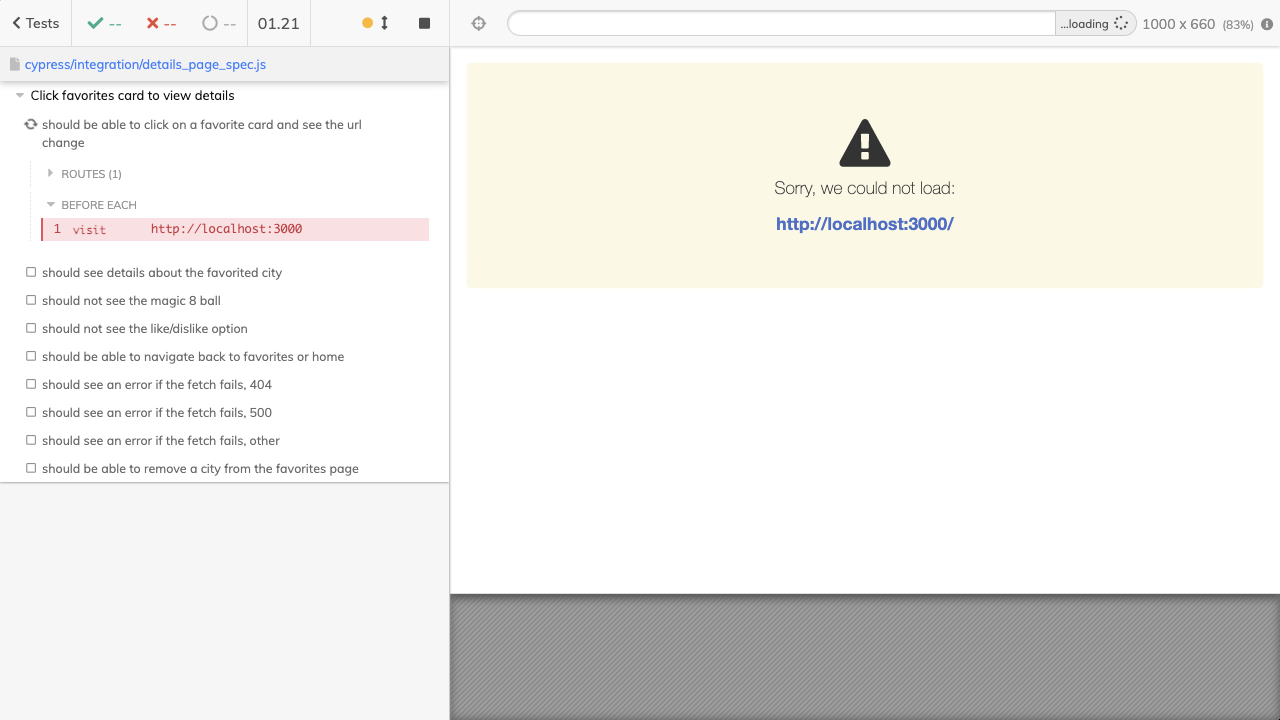 Tests
--
--
--
01.21
...loading
1000 x 660 (83%)
cypress/integration/details_page_spec.js
Click favorites card to view details
should be able to click on a favorite card and see the url
change
ROUTES (1)
BEFORE EACH
1 visit http://localhost:3000
should see details about the favorited city
should not see the magic 8 ball
should not see the like/dislike option
should be able to navigate back to favorites or home
should see an error if the fetch fails, 404
should see an error if the fetch fails, 500
should see an error if the fetch fails, other
should be able to remove a city from the favorites page
Sorry, we could not load:
http://localhost:3000/